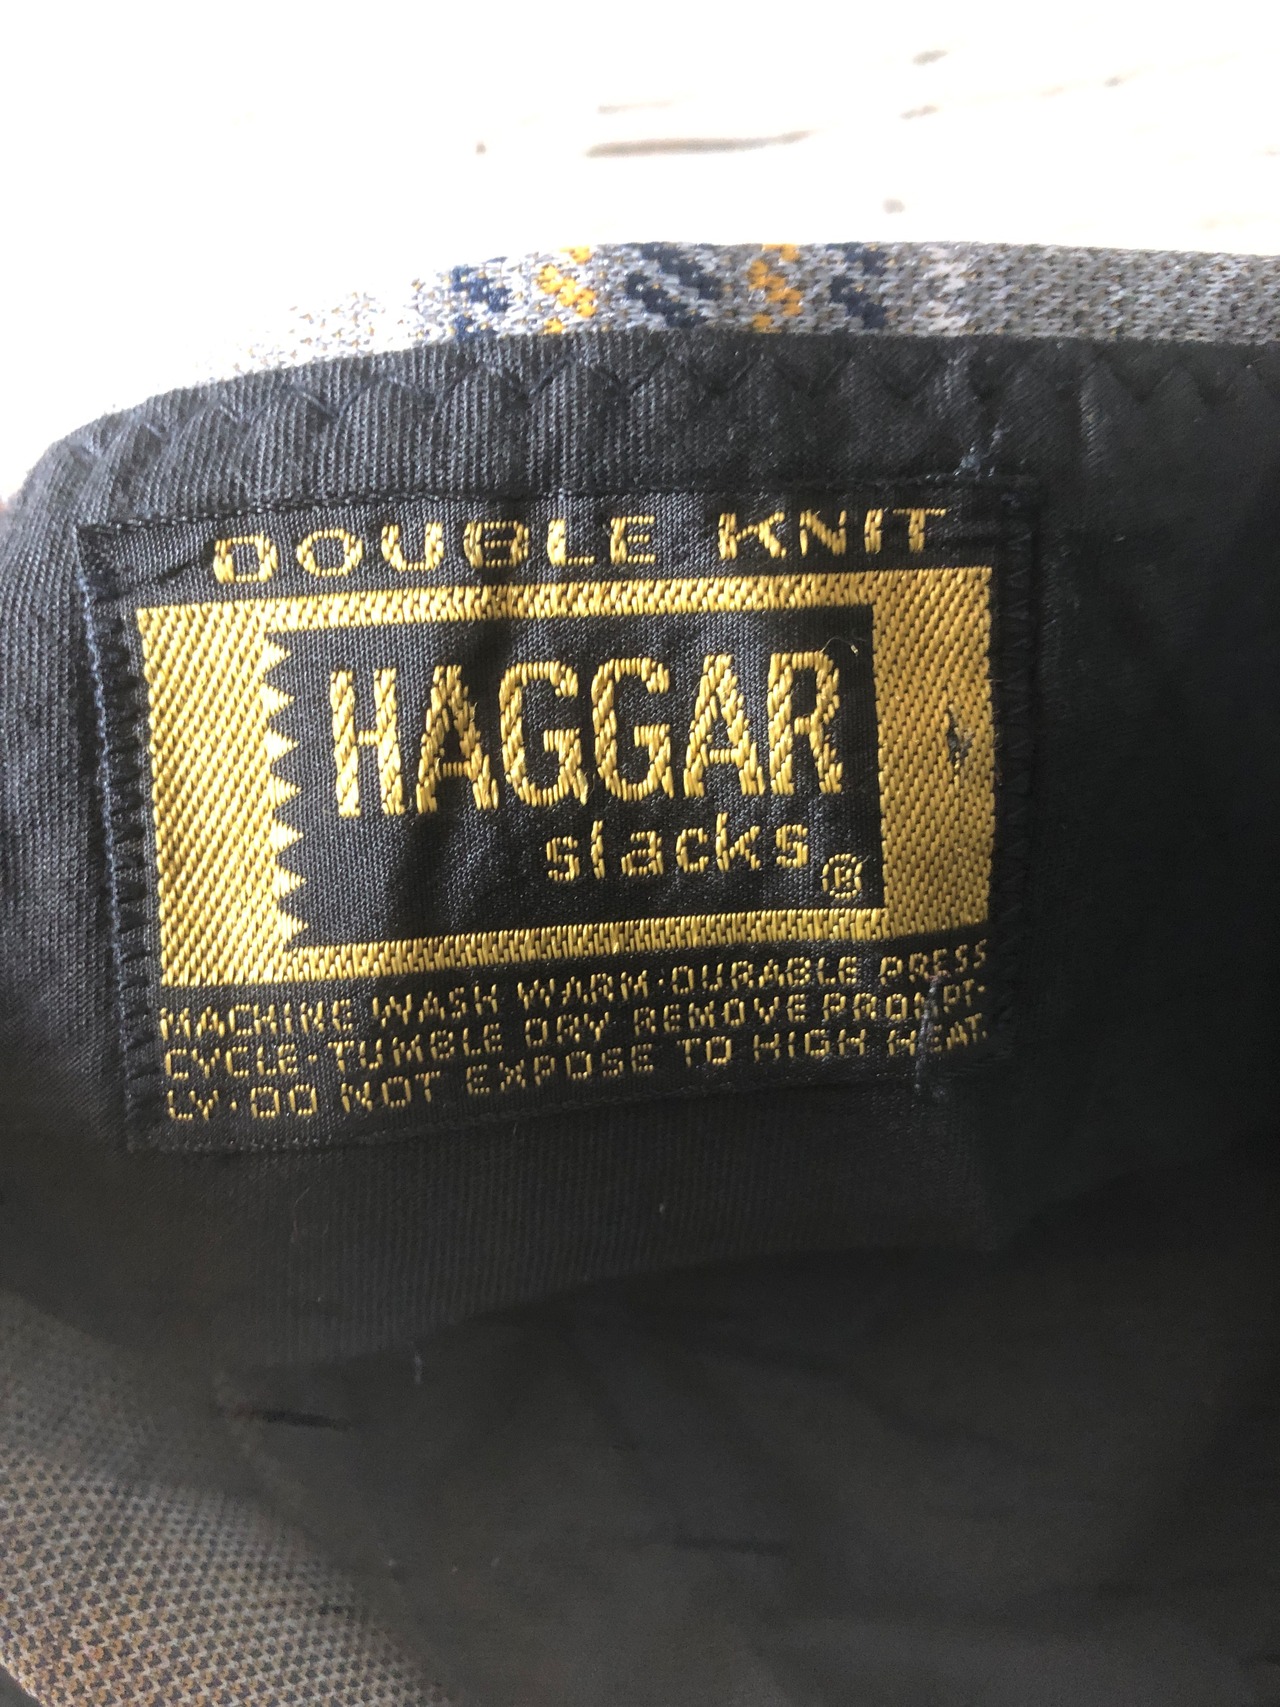 DOUBLE KNIT
HAGGAR
slacks®
MACHINE WASH WARM·DURABLE PRESS
CYCLE·TUMBLE DRY REMOVE PROMPT-
LY·DO NOT EXPOSE TO HIGH HEAT.